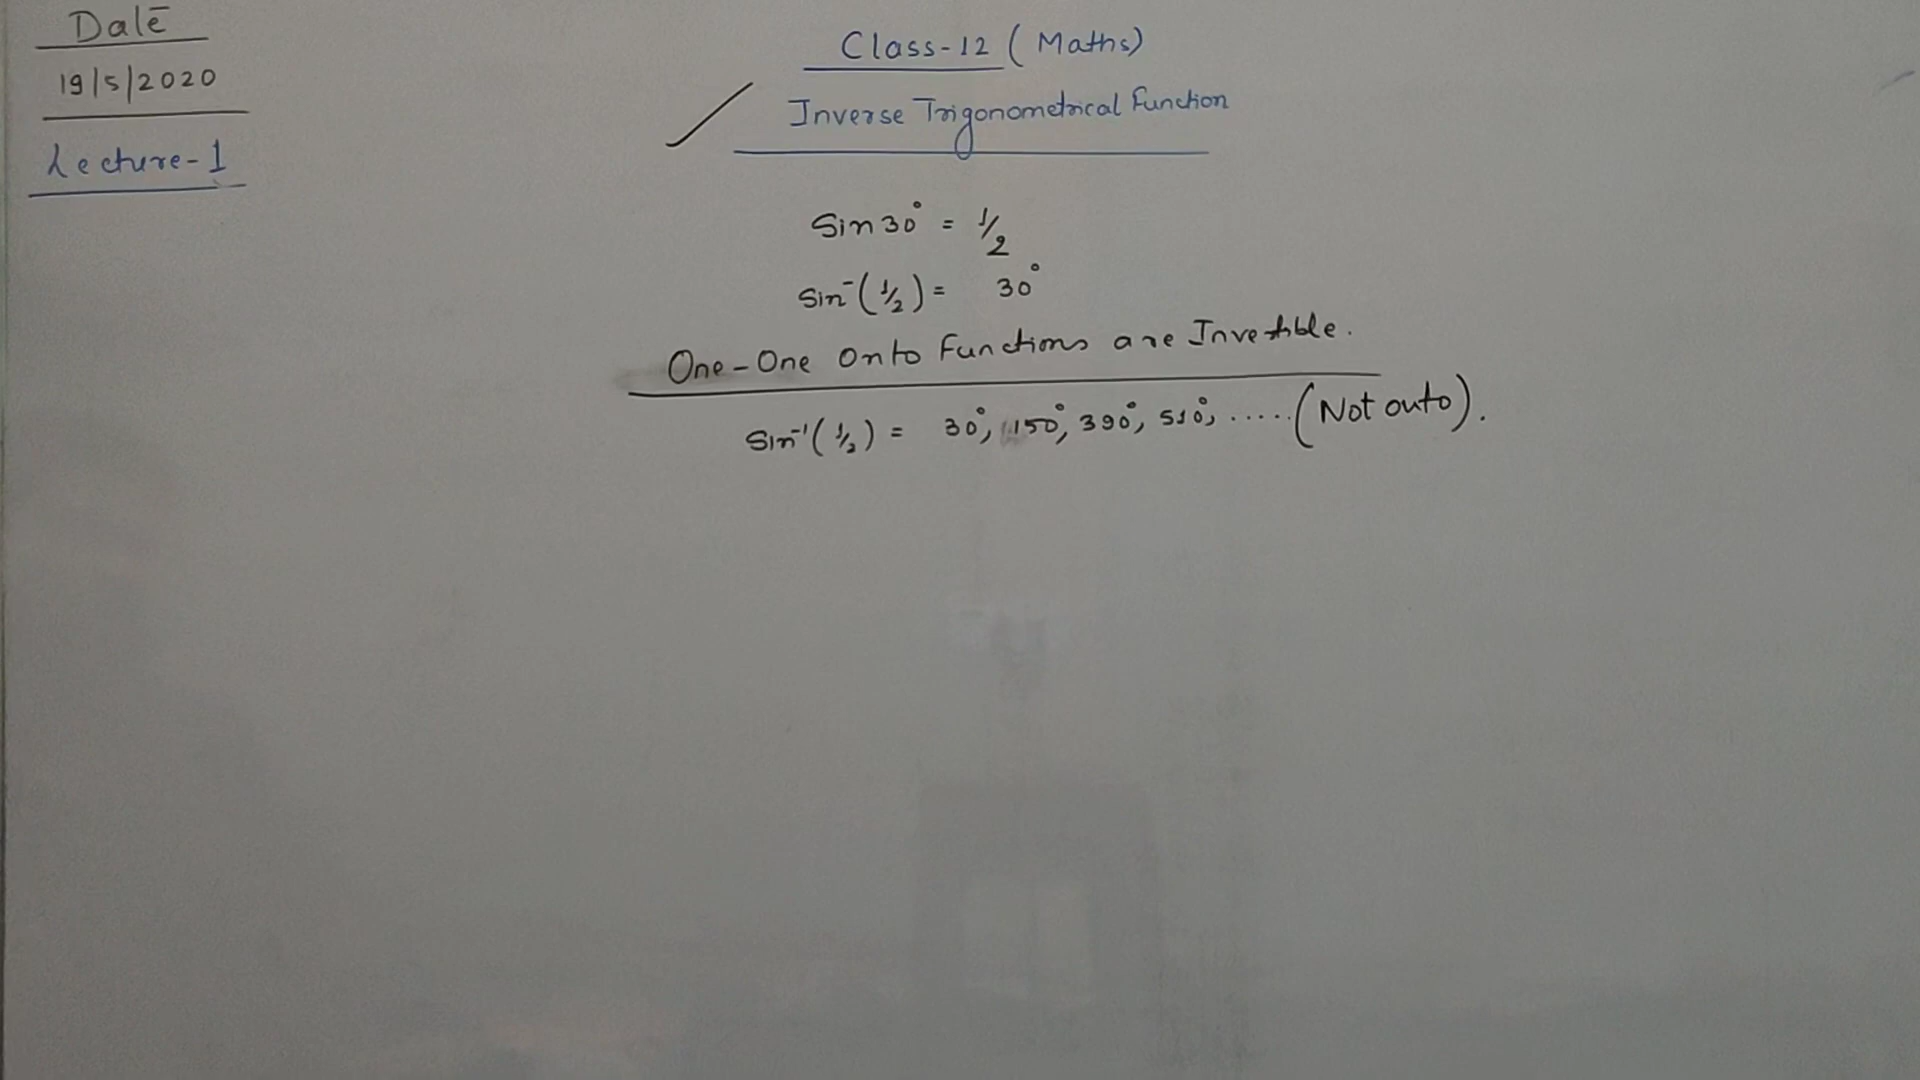 Date
19/5/2020
Lecture-1
Class-12 (Maths)
Inverse Trigonometrical Function
Sin 30° = 1/2
Sin⁻(1/2) = 30°
One-One Onto Functions are Invertible.
Sin⁻¹(1/2) = 30°, 150°, 390°, 510°, ..... (Not onto).